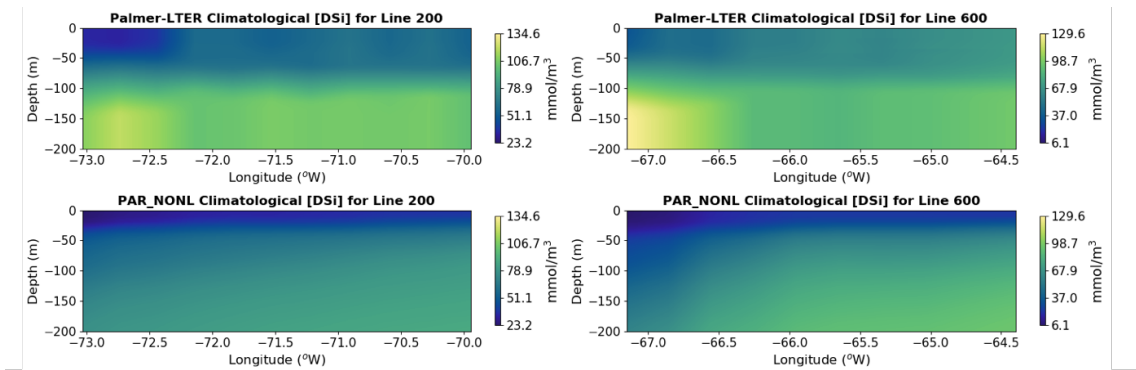 Palmer-LTER Climatological [DSi] for Line 200
Depth (m)
0
−50
−100
−150
−200
−73.0 −72.5 −72.0 −71.5 −71.0 −70.5 −70.0
Longitude (°W)
134.6
106.7
78.9
51.1
23.2
mmol/m³
Palmer-LTER Climatological [DSi] for Line 600
Depth (m)
0
−50
−100
−150
−200
−67.0 −66.5 −66.0 −65.5 −65.0 −64.5
Longitude (°W)
129.6
98.7
67.9
37.0
6.1
mmol/m³
PAR_NONL Climatological [DSi] for Line 200
Depth (m)
0
−50
−100
−150
−200
−73.0 −72.5 −72.0 −71.5 −71.0 −70.5 −70.0
Longitude (°W)
134.6
106.7
78.9
51.1
23.2
mmol/m³
PAR_NONL Climatological [DSi] for Line 600
Depth (m)
0
−50
−100
−150
−200
−67.0 −66.5 −66.0 −65.5 −65.0 −64.5
Longitude (°W)
129.6
98.7
67.9
37.0
6.1
mmol/m³